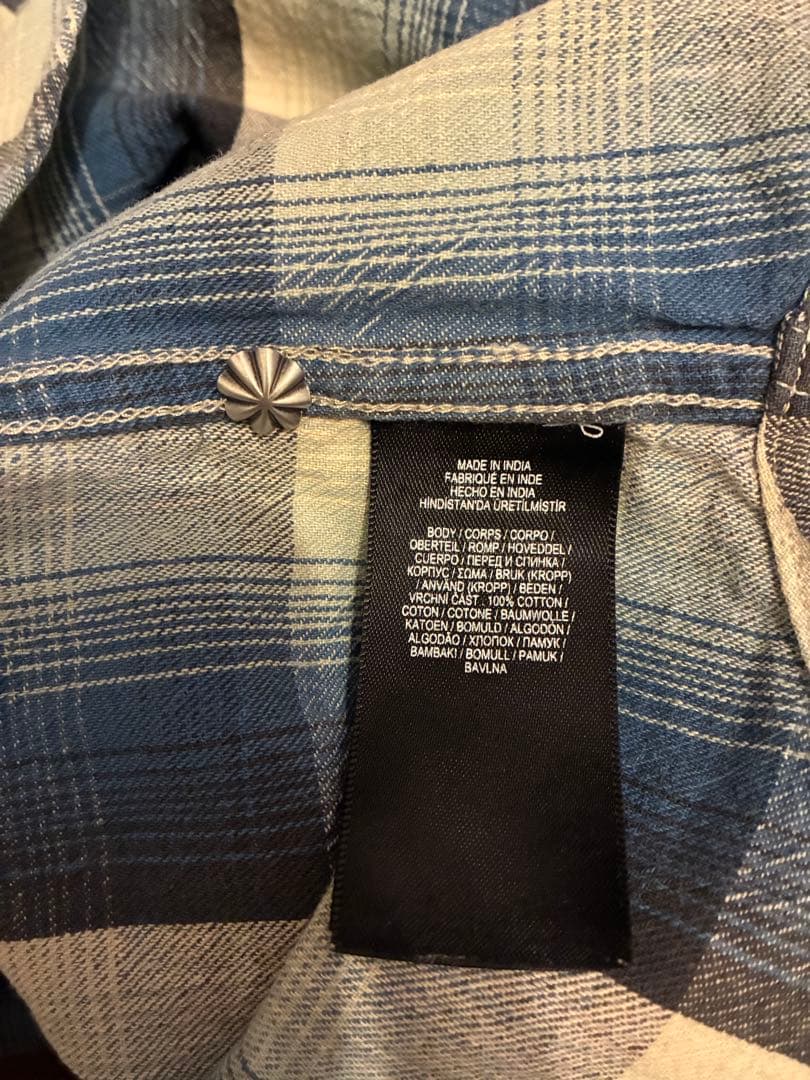 MADE IN INDIA
FABRIQUÉ EN INDE
HECHO EN INDIA
HİNDİSTAN'DA ÜRETİLMİŞTİR
BODY / CORPS / CORPO /
OBERTEIL / ROMP / HOVEDDEL /
CUERPO / ПЕРЕД И СПИНКА /
КОРПУС / ΣΩΜΑ / BRUK (KROPP)
/ ANVÄND (KROPP) / BEDEN /
VRCHNÍ ČÁST . 100% COTTON /
COTON / COTONE / BAUMWOLLE /
KATOEN / BOMULD / ALGODÓN /
ALGODÃO / ХЛОПОК / ПАМУК /
ΒΑΜΒΑΚΙ / BOMULL / PAMUK /
BAVLNA